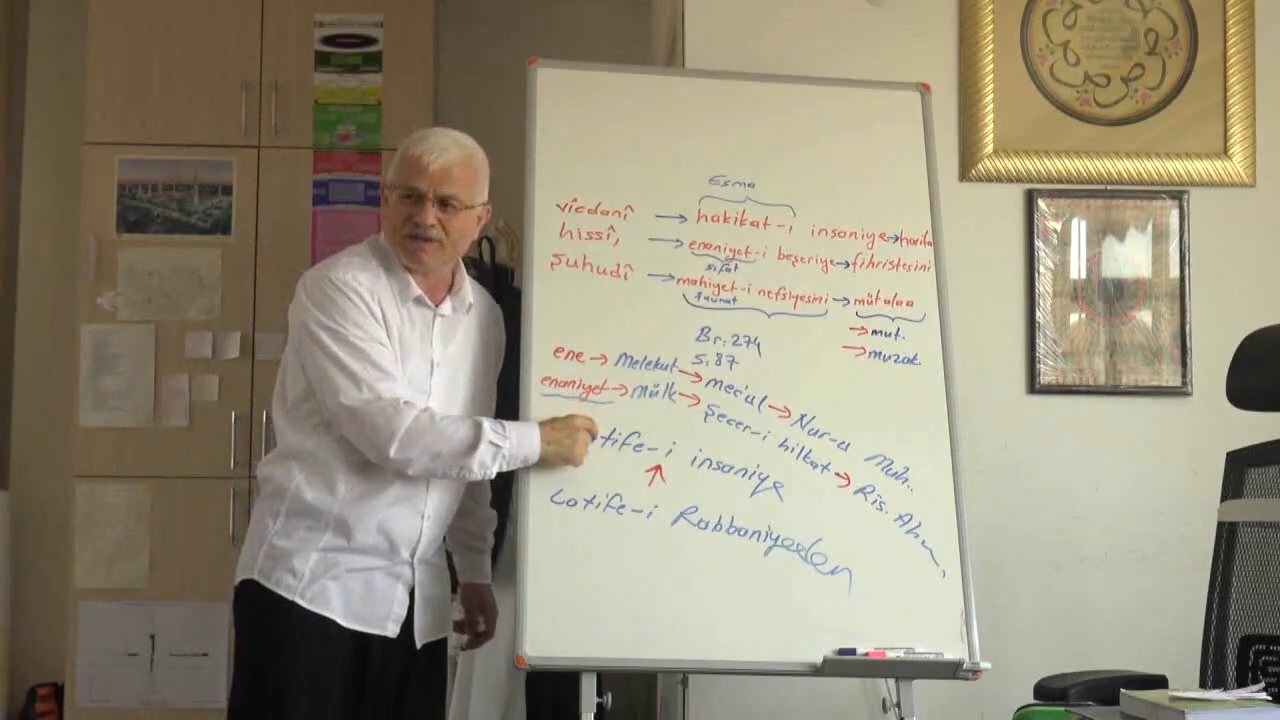 Esma
vicdanî → hakikat-i insaniye → harita
hissî, → enaniyet-i beşeriye → fihristesini
sıfat
şuhudî → mahiyet-i nefsiyesini → mütalaa
şuunat
→ mut.
→ muzak.
Br: 274
S. 87
ene → Melekut → mec'ul → Nur-u Muh..
enaniyet → Mülk → Şecer-i hilkat → Ris. Ahm,
tife-i insaniye
↑
Latife-i Rabbaniyeden